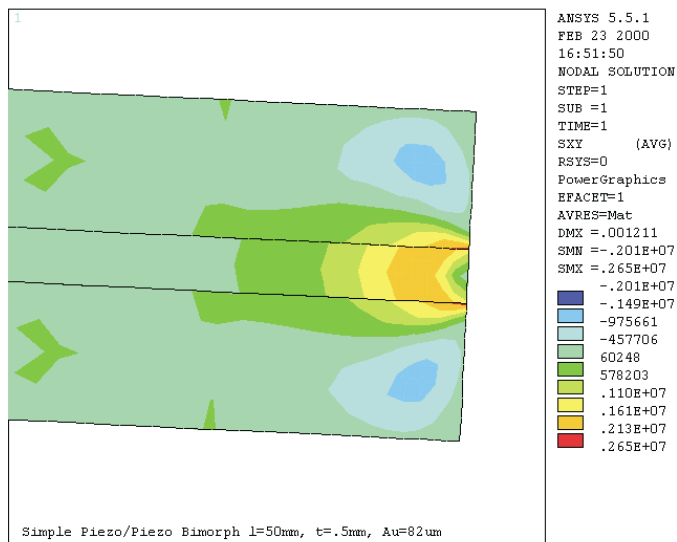 1
ANSYS 5.5.1
FEB 23 2000
16:51:50
NODAL SOLUTION
STEP=1
SUB =1
TIME=1
SXY (AVG)
RSYS=0
PowerGraphics
EFACET=1
AVRES=Mat
DMX =.001211
SMN =-.201E+07
SMX =.265E+07
-.201E+07
-.149E+07
-975661
-457706
60248
578203
.110E+07
.161E+07
.213E+07
.265E+07
Simple Piezo/Piezo Bimorph l=50mm, t=.5mm, Au=82um